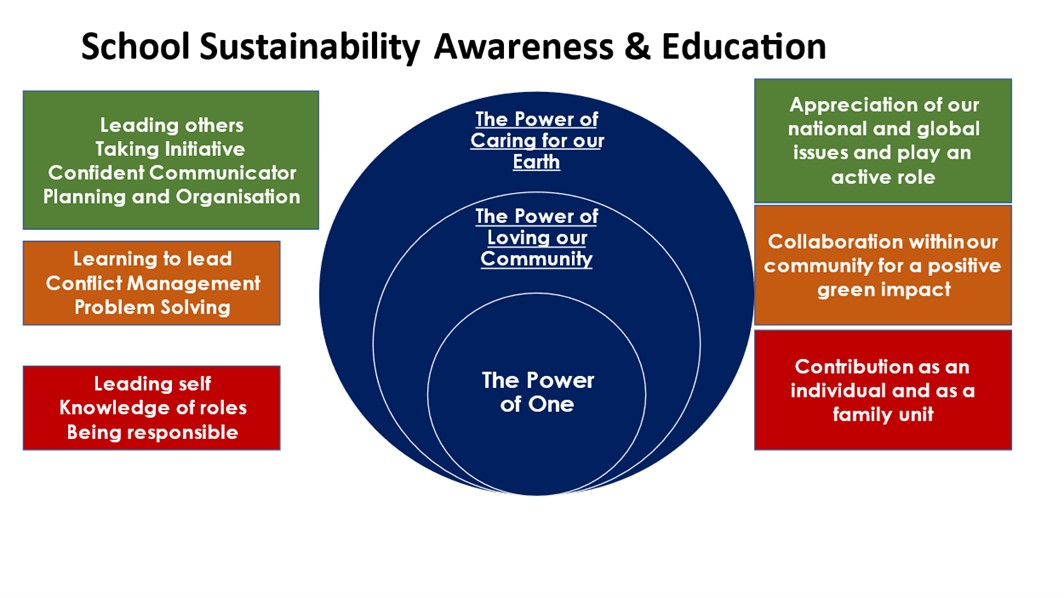 School Sustainability Awareness & Education
Leading others
Taking Initiative
Confident Communicator
Planning and Organisation
Learning to lead
Conflict Management
Problem Solving
Leading self
Knowledge of roles
Being responsible
The Power of
Caring for our
Earth
The Power of
Loving our
Community
The Power
of One
Appreciation of our
national and global
issues and play an
active role
Collaboration withinour
community for a positive
green impact
Contribution as an
individual and as a
family unit